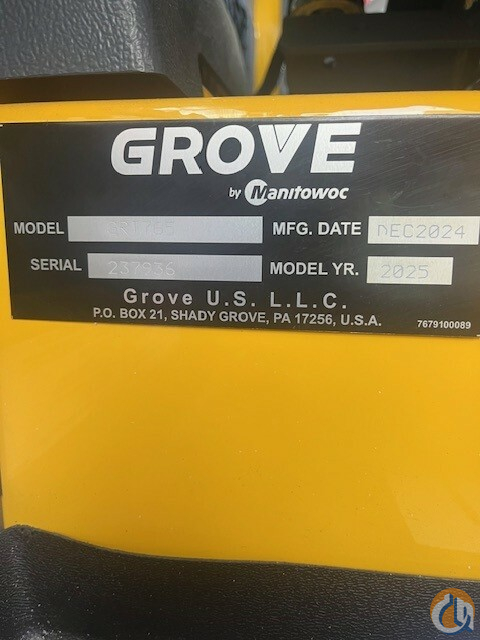 GROVE
by Manitowoc
MODEL MFG. DATE DEC2024
SERIAL 237936 MODEL YR. 2025
Grove U.S. L.L.C.
P.O. BOX 21, SHADY GROVE, PA 17256, U.S.A.
7679100089